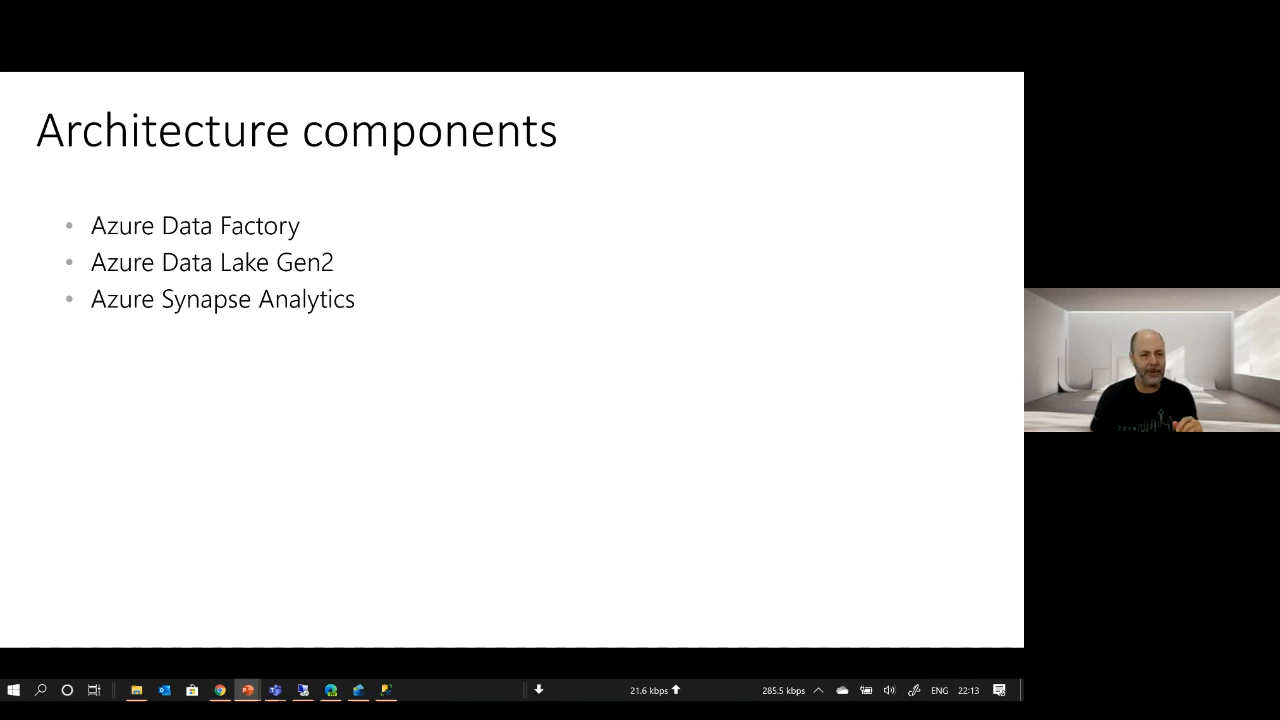 Architecture components
• Azure Data Factory
• Azure Data Lake Gen2
• Azure Synapse Analytics
21.6 kbps 285.5 kbps ENG 22:13